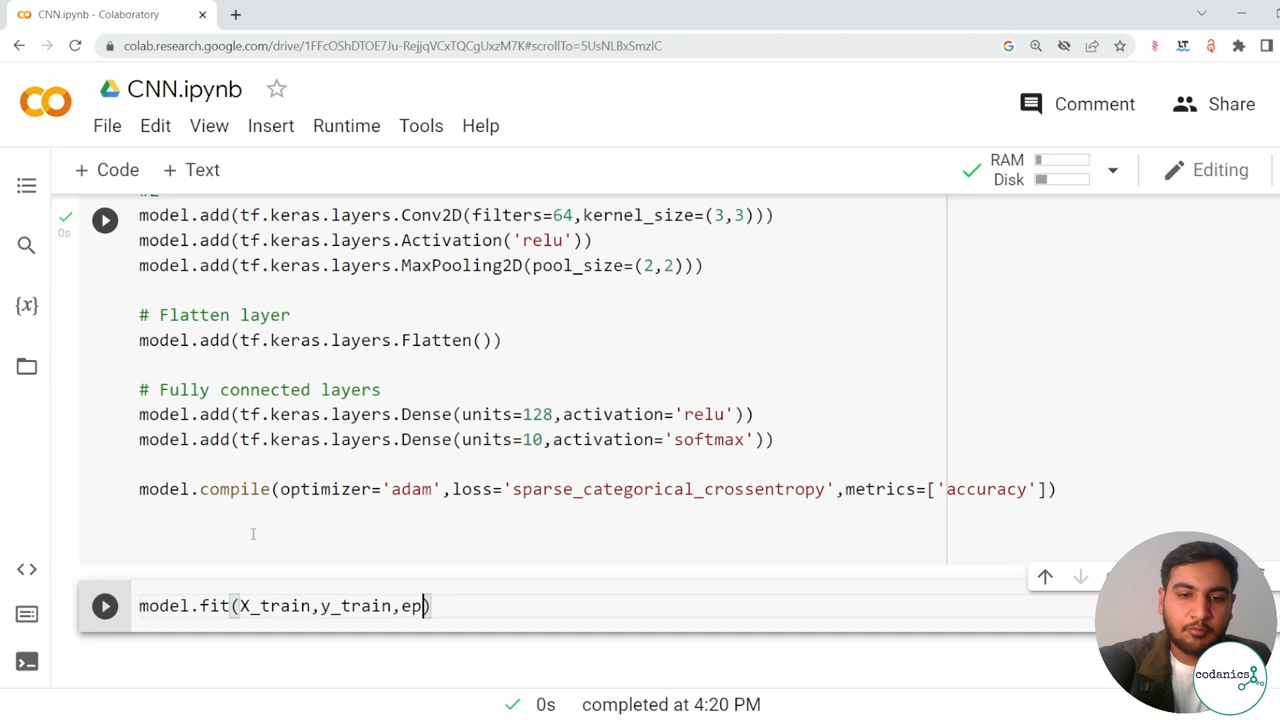 CNN.ipynb - Colaboratory
colab.research.google.com/drive/1FFcOShDTOE7Ju-RejjqVCxTQCgUxzM7K#scrollTo=5UsNLBxSmzlC
CNN.ipynb
Comment
Share
File Edit View Insert Runtime Tools Help
+ Code + Text
RAM
Disk
Editing
model.add(tf.keras.layers.Conv2D(filters=64,kernel_size=(3,3)))
0s
model.add(tf.keras.layers.Activation('relu'))
model.add(tf.keras.layers.MaxPooling2D(pool_size=(2,2)))
# Flatten layer
model.add(tf.keras.layers.Flatten())
# Fully connected layers
model.add(tf.keras.layers.Dense(units=128,activation='relu'))
model.add(tf.keras.layers.Dense(units=10,activation='softmax'))
model.compile(optimizer='adam',loss='sparse_categorical_crossentropy',metrics=['accuracy'])
model.fit(X_train,y_train,ep)
codanics
0s completed at 4:20 PM